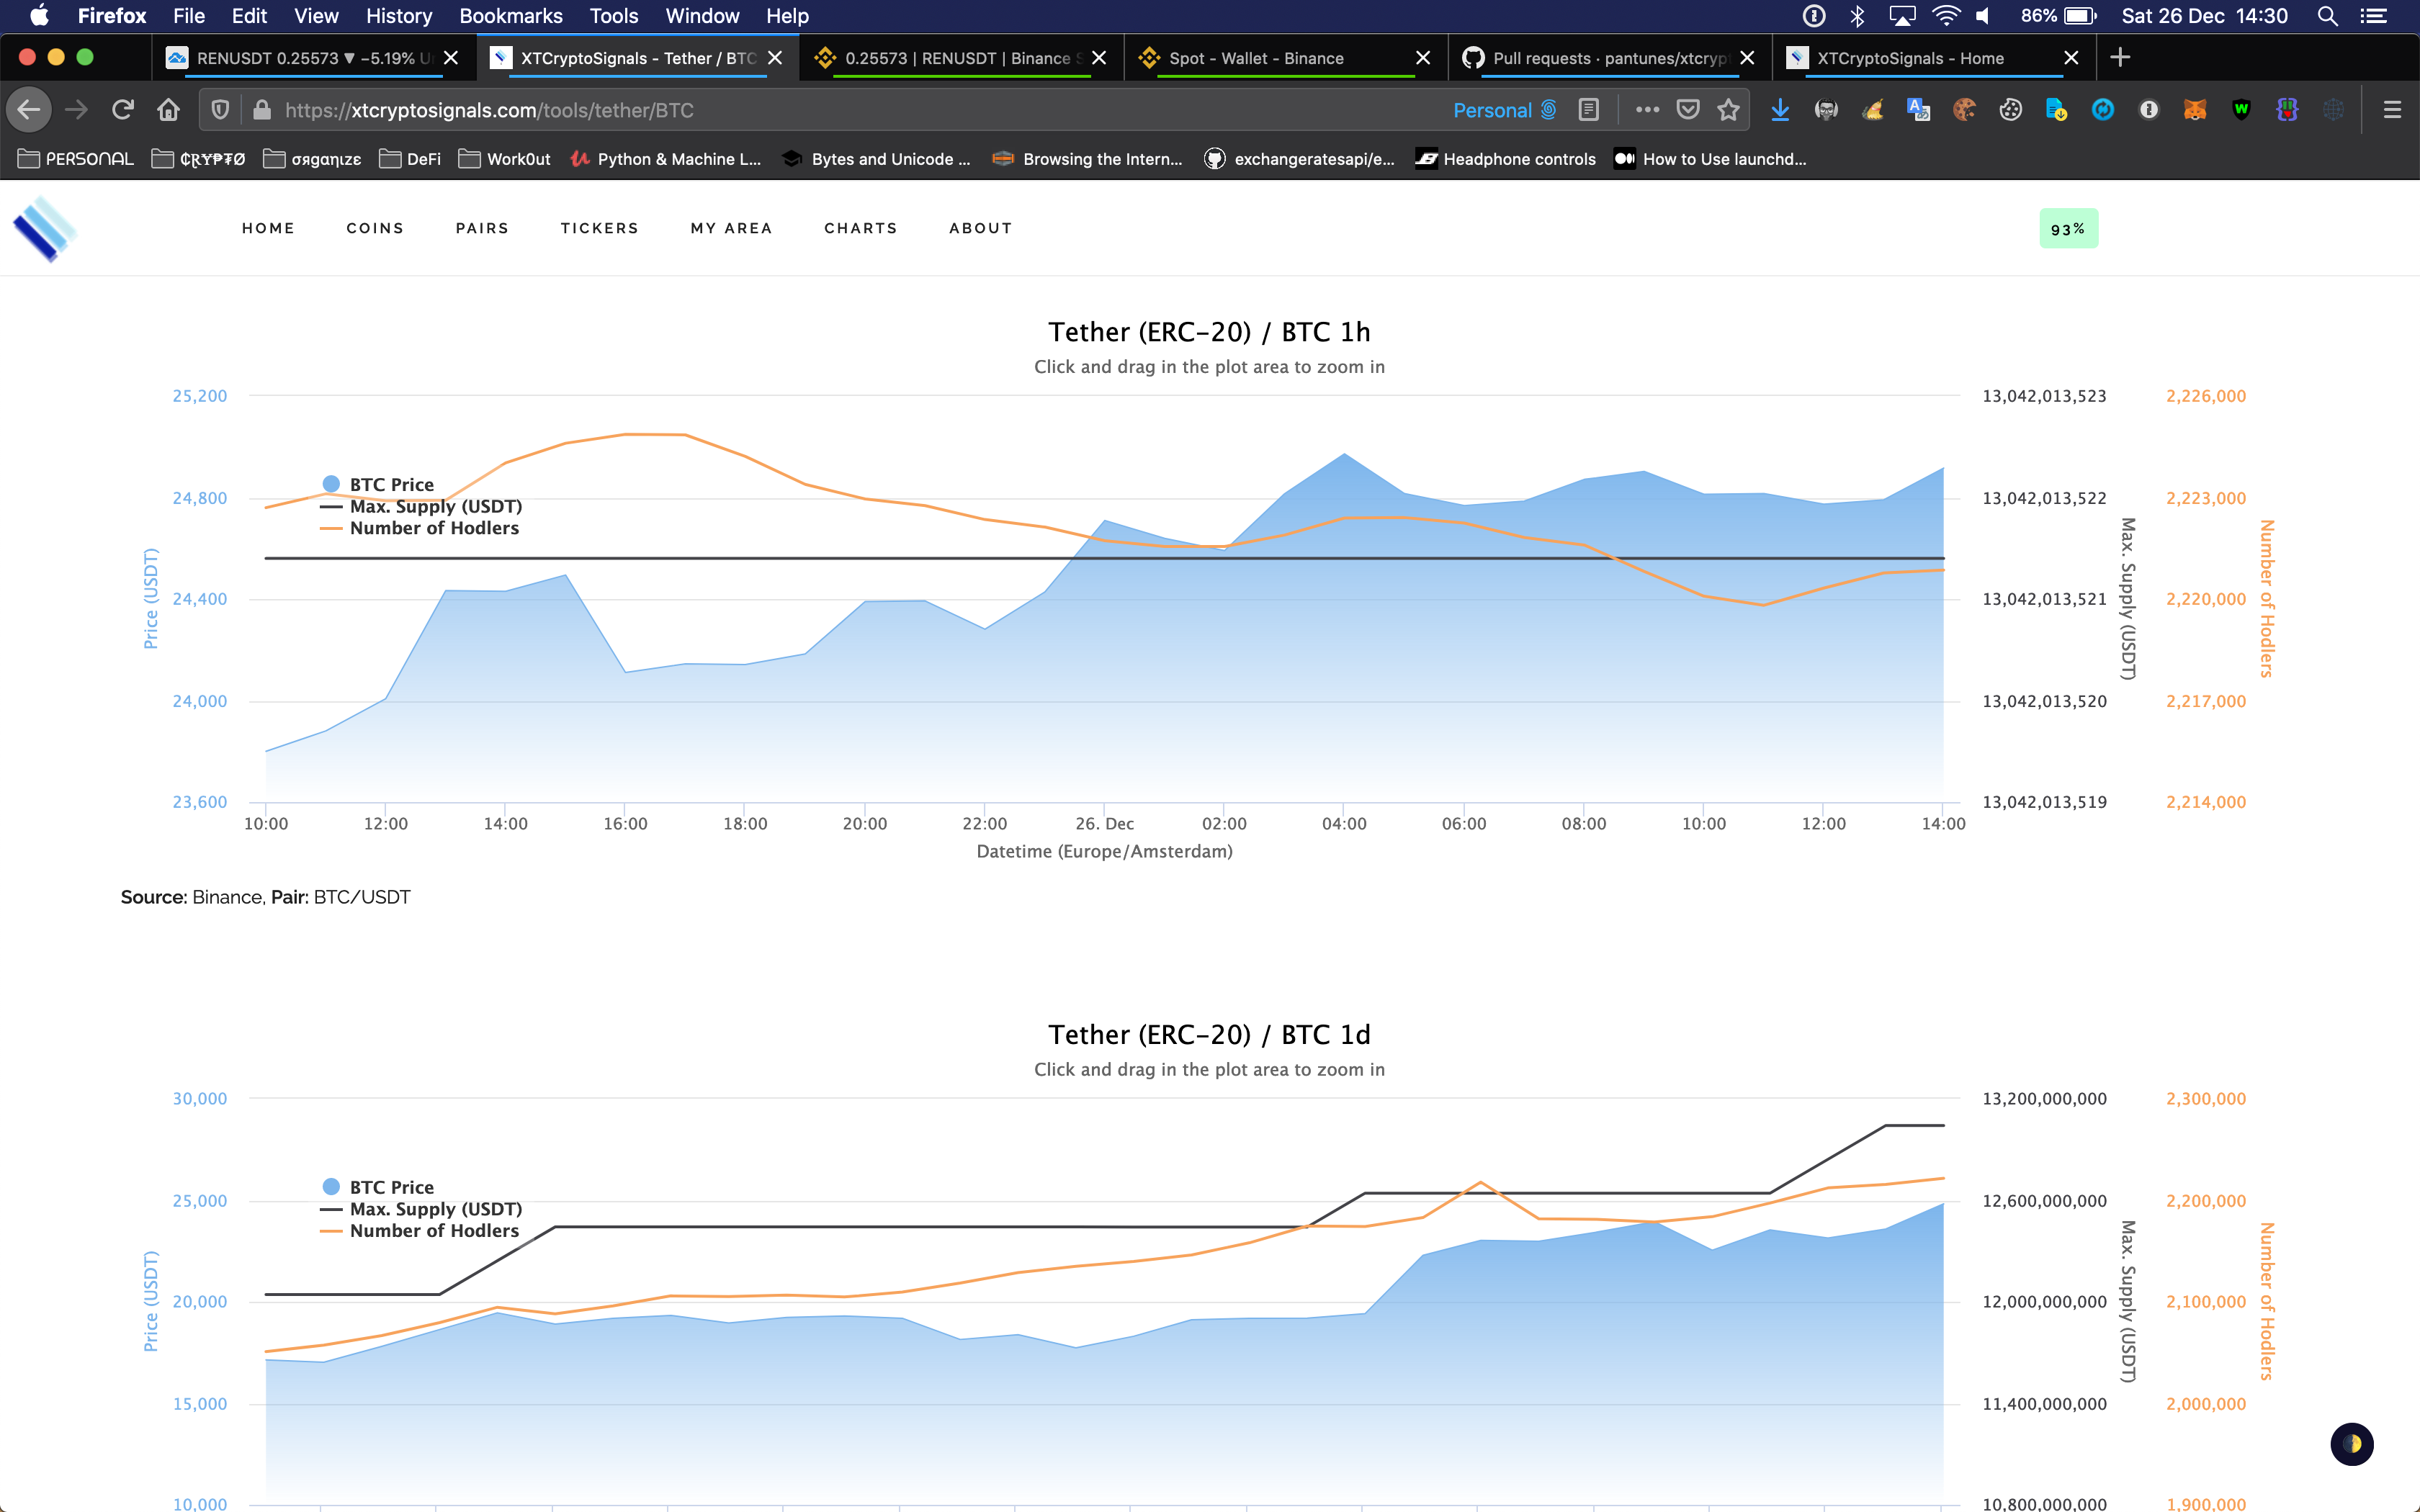 Firefox File Edit View History Bookmarks Tools Window Help 86% Sat 26 Dec 14:30
RENUSDT 0.25573 ▼ −5.19% XTCryptoSignals - Tether / BTC 0.25573 | RENUSDT | Binance Spot - Wallet - Binance Pull requests · pantunes/xtcryp XTCryptoSignals - Home
https://xtcryptosignals.com/tools/tether/BTC Personal
PERSONAL ₵ⱤɎ₱₮Ø σяgαηιzε DeFi Work0ut Python & Machine L... Bytes and Unicode ... Browsing the Intern... exchangeratesapi/e... Headphone controls How to Use launchd...
HOME COINS PAIRS TICKERS MY AREA CHARTS ABOUT 93%
Tether (ERC-20) / BTC 1h
Click and drag in the plot area to zoom in
25,200 13,042,013,523 2,226,000
24,800 13,042,013,522 2,223,000
24,400 13,042,013,521 2,220,000
24,000 13,042,013,520 2,217,000
23,600 13,042,013,519 2,214,000
BTC Price
Max. Supply (USDT)
Number of Hodlers
Price (USDT)
Max. Supply (USDT)
Number of Hodlers
10:00 12:00 14:00 16:00 18:00 20:00 22:00 26. Dec 02:00 04:00 06:00 08:00 10:00 12:00 14:00
Datetime (Europe/Amsterdam)
Source: Binance, Pair: BTC/USDT
Tether (ERC-20) / BTC 1d
Click and drag in the plot area to zoom in
30,000 13,200,000,000 2,300,000
25,000 12,600,000,000 2,200,000
20,000 12,000,000,000 2,100,000
15,000 11,400,000,000 2,000,000
10,000 10,800,000,000 1,900,000
BTC Price
Max. Supply (USDT)
Number of Hodlers
Price (USDT)
Max. Supply (USDT)
Number of Hodlers